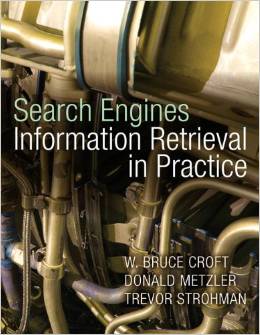 Search Engines
Information Retrieval
in Practice
W. BRUCE CROFT
DONALD METZLER
TREVOR STROHMAN